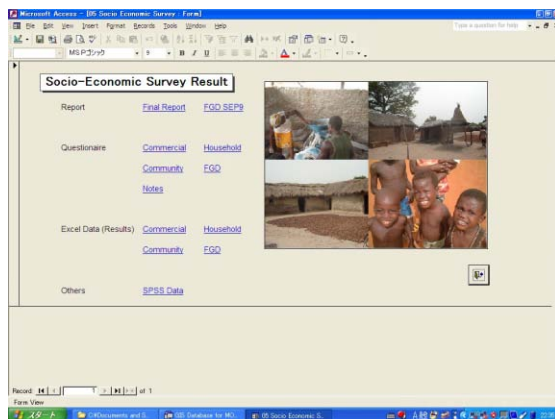 Microsoft Access - [05 Socio Economic Survey : Form]
File Edit View Insert Format Records Tools Window Help
Type a question for help
MS Pゴシック 9 B I U
Socio-Economic Survey Result
Report Final Report FGD SEP9
Questionaire Commercial Household
Community FGD
Notes
Excel Data (Results) Commercial Household
Community FGD
Others SPSS Data
Record: 1 of 1
Form View
スタート C:¥Documents and S... GIS Database for MO... 05 Socio Economic S...